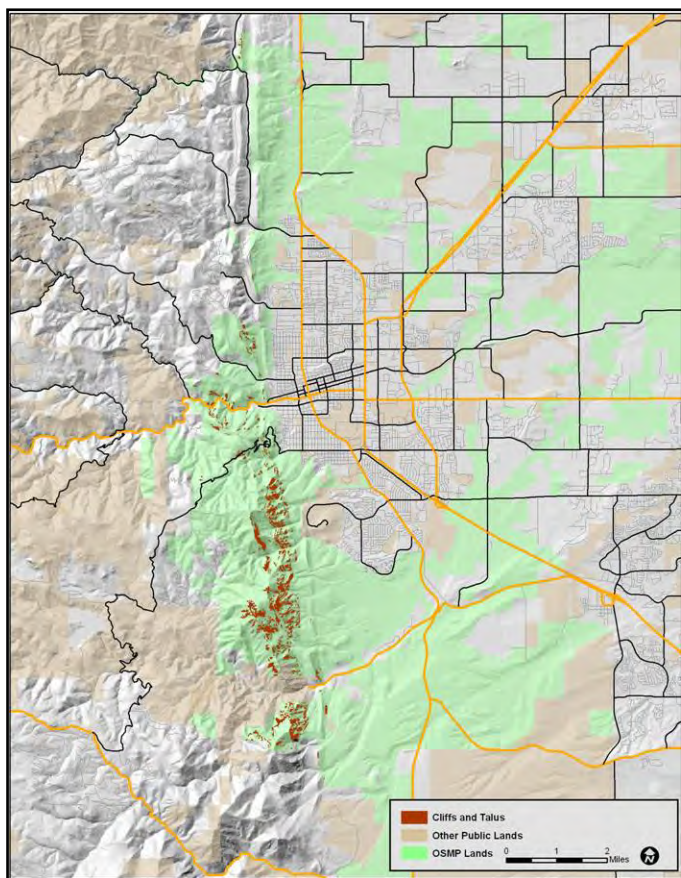 Cliffs and Talus
Other Public Lands
OSMP Lands
0 1 2
Miles
N